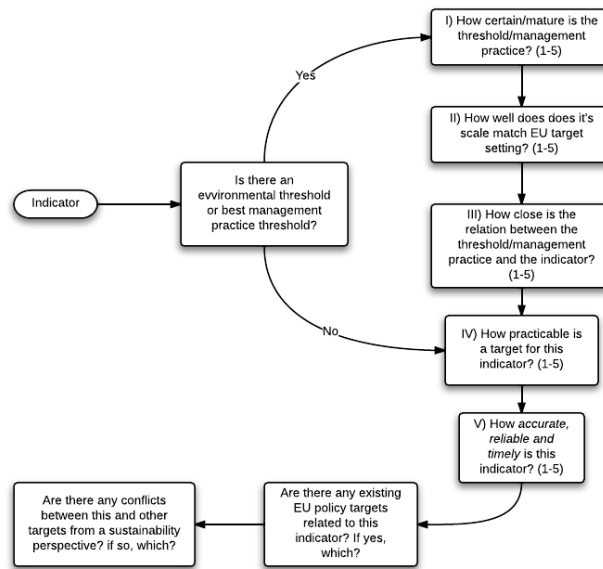 I) How certain/mature is the
threshold/management
practice? (1-5)
Yes
II) How well does does it's
scale match EU target
setting? (1-5)
Is there an
evvironmental threshold
or best management
practice threshold?
Indicator
III) How close is the
relation between the
threshold/management
practice and the indicator?
(1-5)
No
IV) How practicable is
a target for this
indicator? (1-5)
V) How accurate,
reliable and
timely is this
indicator? (1-5)
Are there any existing
EU policy targets
related to this
indicator? If yes,
which?
Are there any conflicts
between this and other
targets from a sustainability
perspective? if so, which?